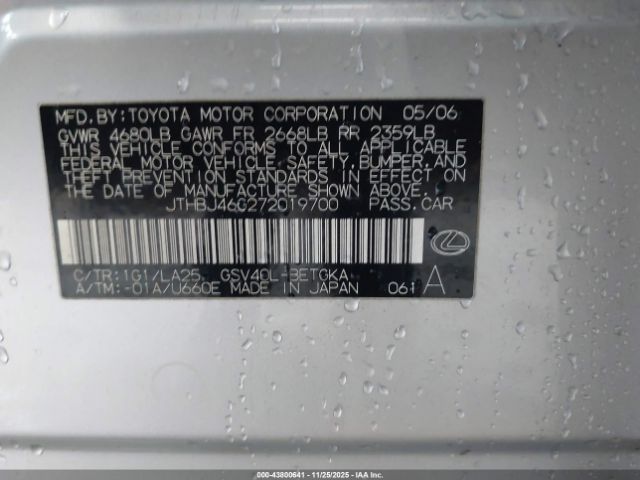 MFD.BY:TOYOTA MOTOR CORPORATION 05/06
GVWR 4680LB GAWR FR 2668LB RR 2359LB
THIS VEHICLE CONFORMS TO ALL APPLICABLE
FEDERAL MOTOR VEHICLE SAFETY,BUMPER,AND
THEFT PREVENTION STANDARDS IN EFFECT ON
THE DATE OF MANUFACTURE SHOWN ABOVE.
JTHBJ46G272019700 PASS.CAR
C/TR:1G1/LA25 GSV40L-BETGKA
A/TM:-01A/U660E MADE IN JAPAN 061 A
000-43800641 - 11/25/2025 - IAA Inc.